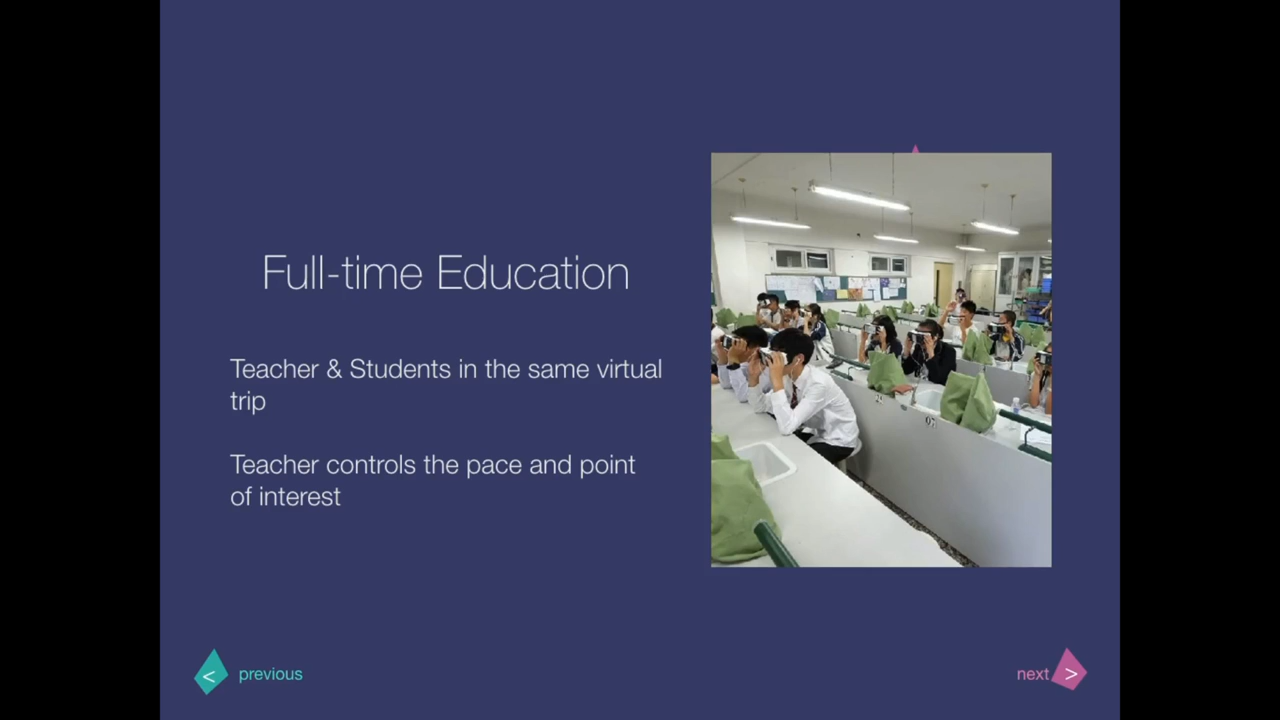 Full-time Education
Teacher & Students in the same virtual
trip
Teacher controls the pace and point
of interest
< previous
next >